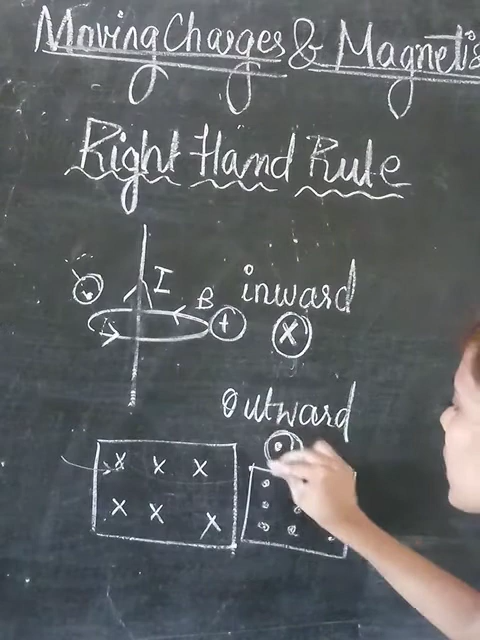 Moving Charges & Magnetis
Right Hand Rule
I
B
inward
outward
x x x
x x x